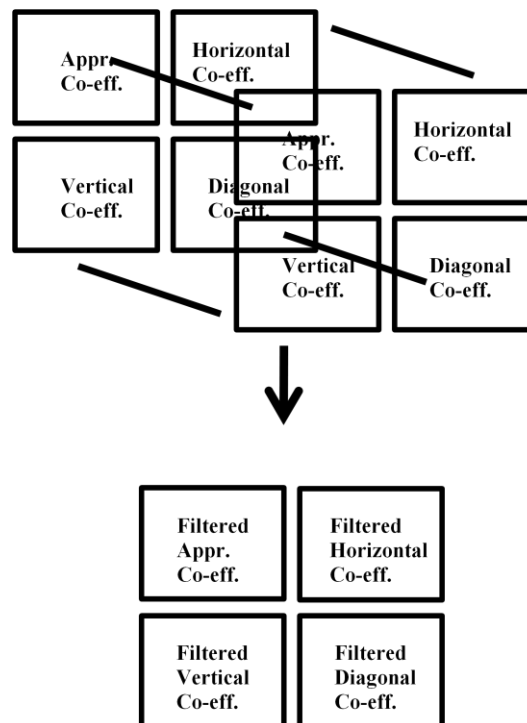 Appr.
Co-eff.
Horizontal
Co-eff.
Appr.
Co-eff.
Horizontal
Co-eff.
Vertical
Co-eff.
Diagonal
Co-eff.
Vertical
Co-eff.
Diagonal
Co-eff.
Filtered
Appr.
Co-eff.
Filtered
Horizontal
Co-eff.
Filtered
Vertical
Co-eff.
Filtered
Diagonal
Co-eff.